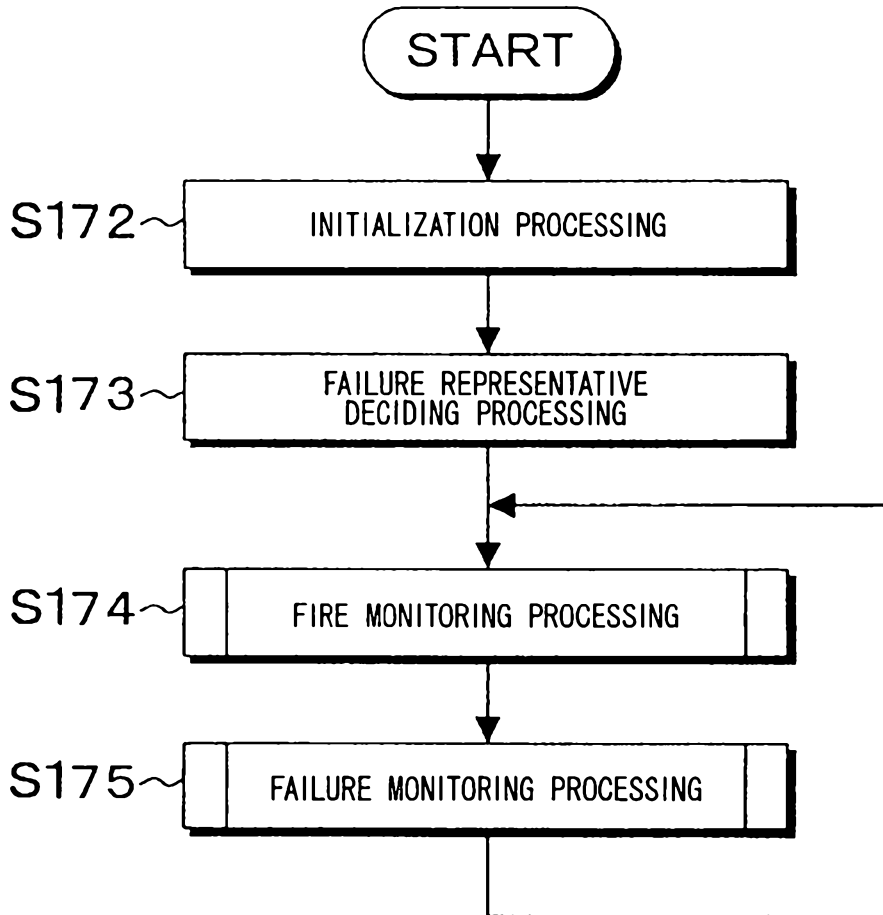 START
S172
INITIALIZATION PROCESSING
S173
FAILURE REPRESENTATIVE
DECIDING PROCESSING
S174
FIRE MONITORING PROCESSING
S175
FAILURE MONITORING PROCESSING